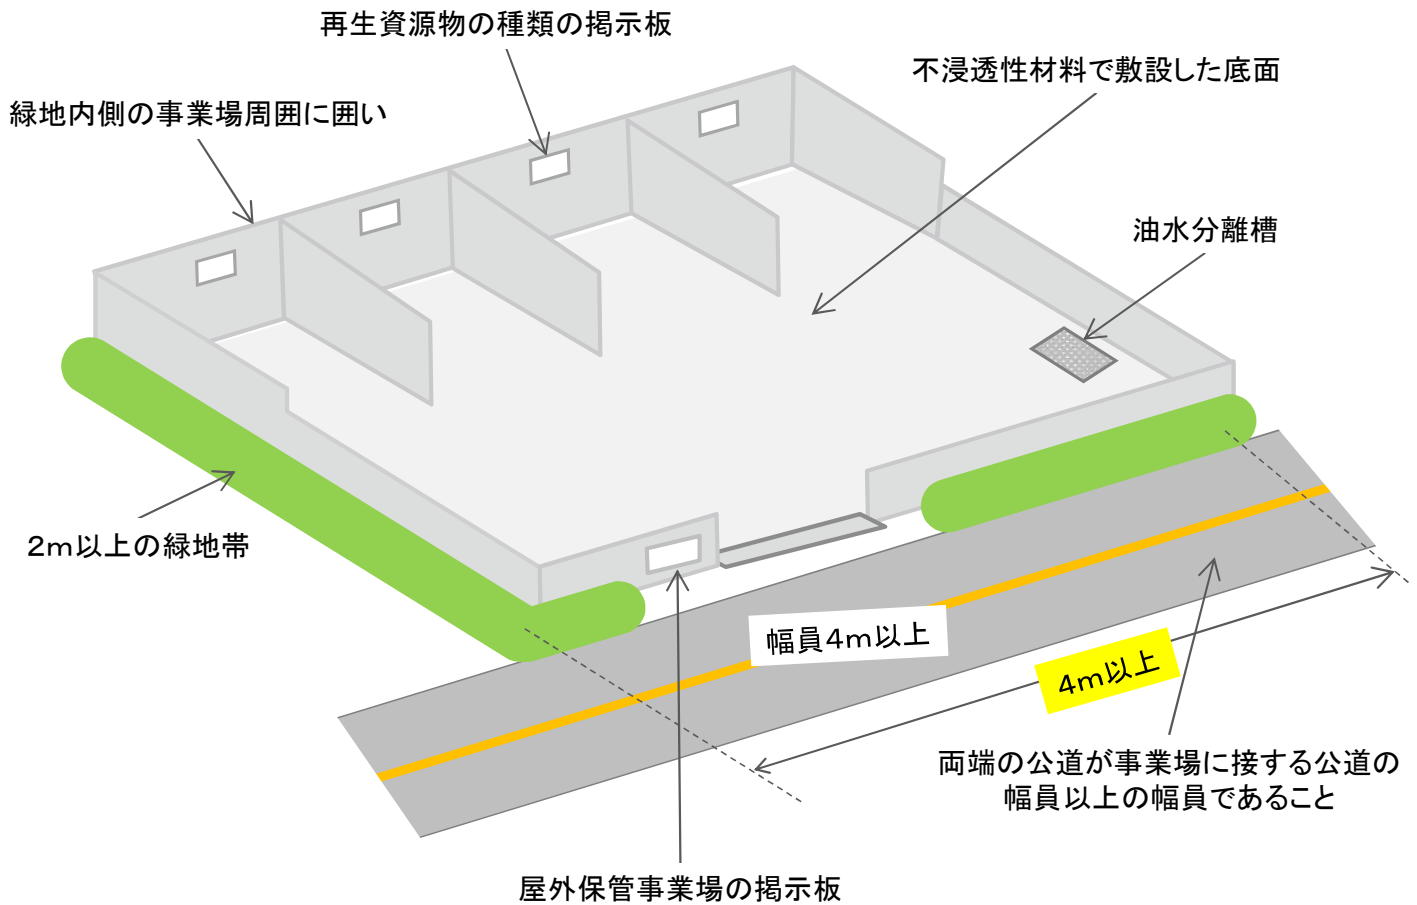 再生資源物の種類の掲示板
不浸透性材料で敷設した底面
緑地内側の事業場周囲に囲い
油水分離槽
2m以上の緑地帯
幅員4m以上
4m以上
両端の公道が事業場に接する公道の
幅員以上の幅員であること
屋外保管事業場の掲示板